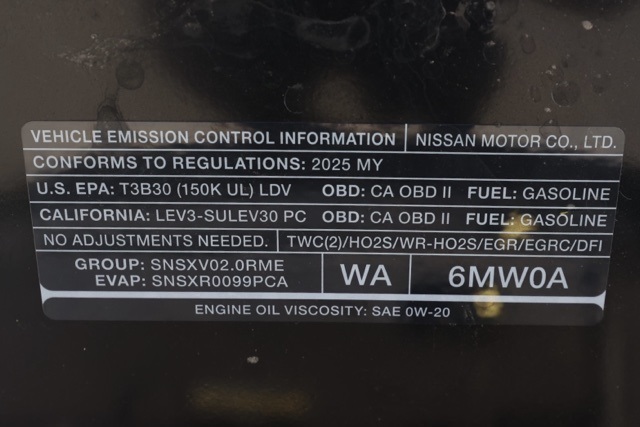 VEHICLE EMISSION CONTROL INFORMATION NISSAN MOTOR CO., LTD.
CONFORMS TO REGULATIONS: 2025 MY
U.S. EPA: T3B30 (150K UL) LDV OBD: CA OBD II FUEL: GASOLINE
CALIFORNIA: LEV3-SULEV30 PC OBD: CA OBD II FUEL: GASOLINE
NO ADJUSTMENTS NEEDED. TWC(2)/HO2S/WR-HO2S/EGR/EGRC/DFI
GROUP: SNSXV02.0RME
EVAP: SNSXR0099PCA
WA 6MW0A
ENGINE OIL VISCOSITY: SAE 0W-20